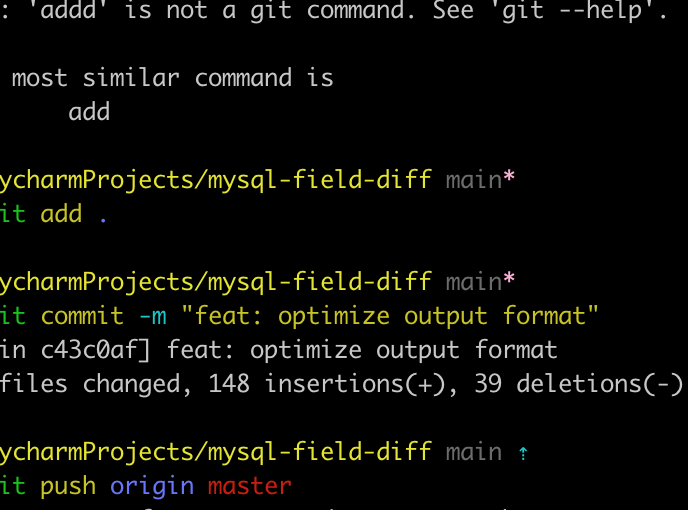 : 'addd' is not a git command. See 'git --help'.
most similar command is
add
ycharmProjects/mysql-field-diff main*
it add .
ycharmProjects/mysql-field-diff main*
it commit -m "feat: optimize output format"
in c43c0af] feat: optimize output format
files changed, 148 insertions(+), 39 deletions(-)
ycharmProjects/mysql-field-diff main ⇡
it push origin master